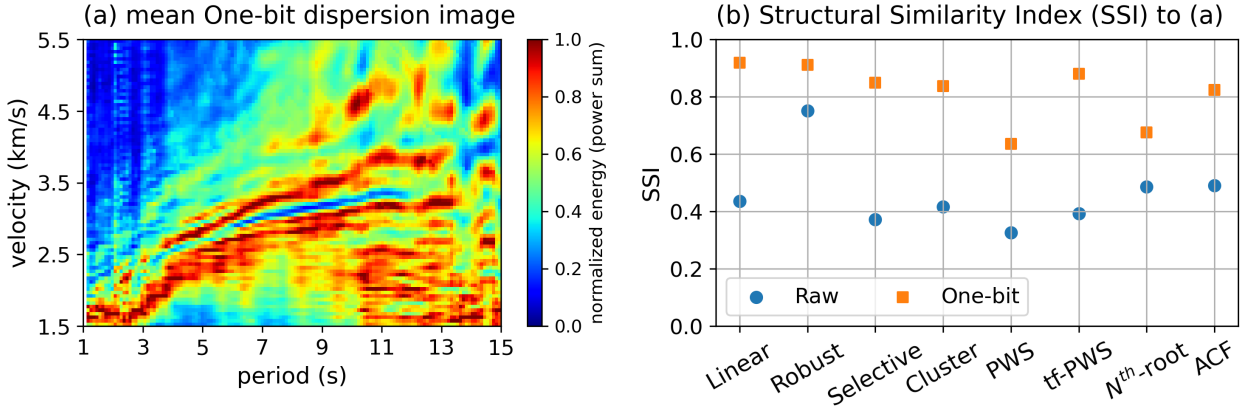 (a) mean One-bit dispersion image
5.5
4.5
3.5
2.5
1.5
velocity (km/s)
1 3 5 7 9 11 13 15
period (s)
1.0
0.8
0.6
0.4
0.2
0.0
normalized energy (power sum)
(b) Structural Similarity Index (SSI) to (a)
1.0
0.8
0.6
0.4
0.2
0.0
SSI
Raw One-bit
Linear Robust Selective Cluster PWS tf-PWS Nᵗʰ-root ACF